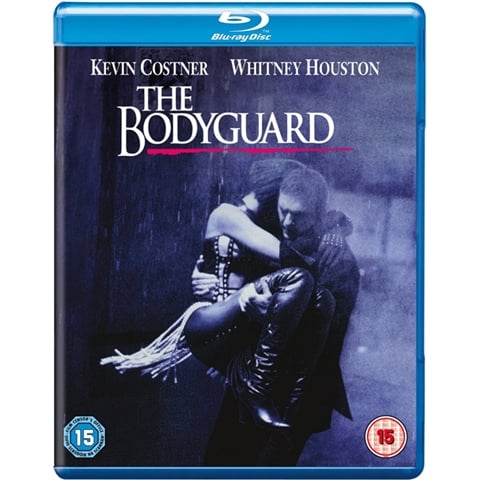 Blu-ray Disc
KEVIN COSTNER WHITNEY HOUSTON
THE
BODYGUARD
15
15